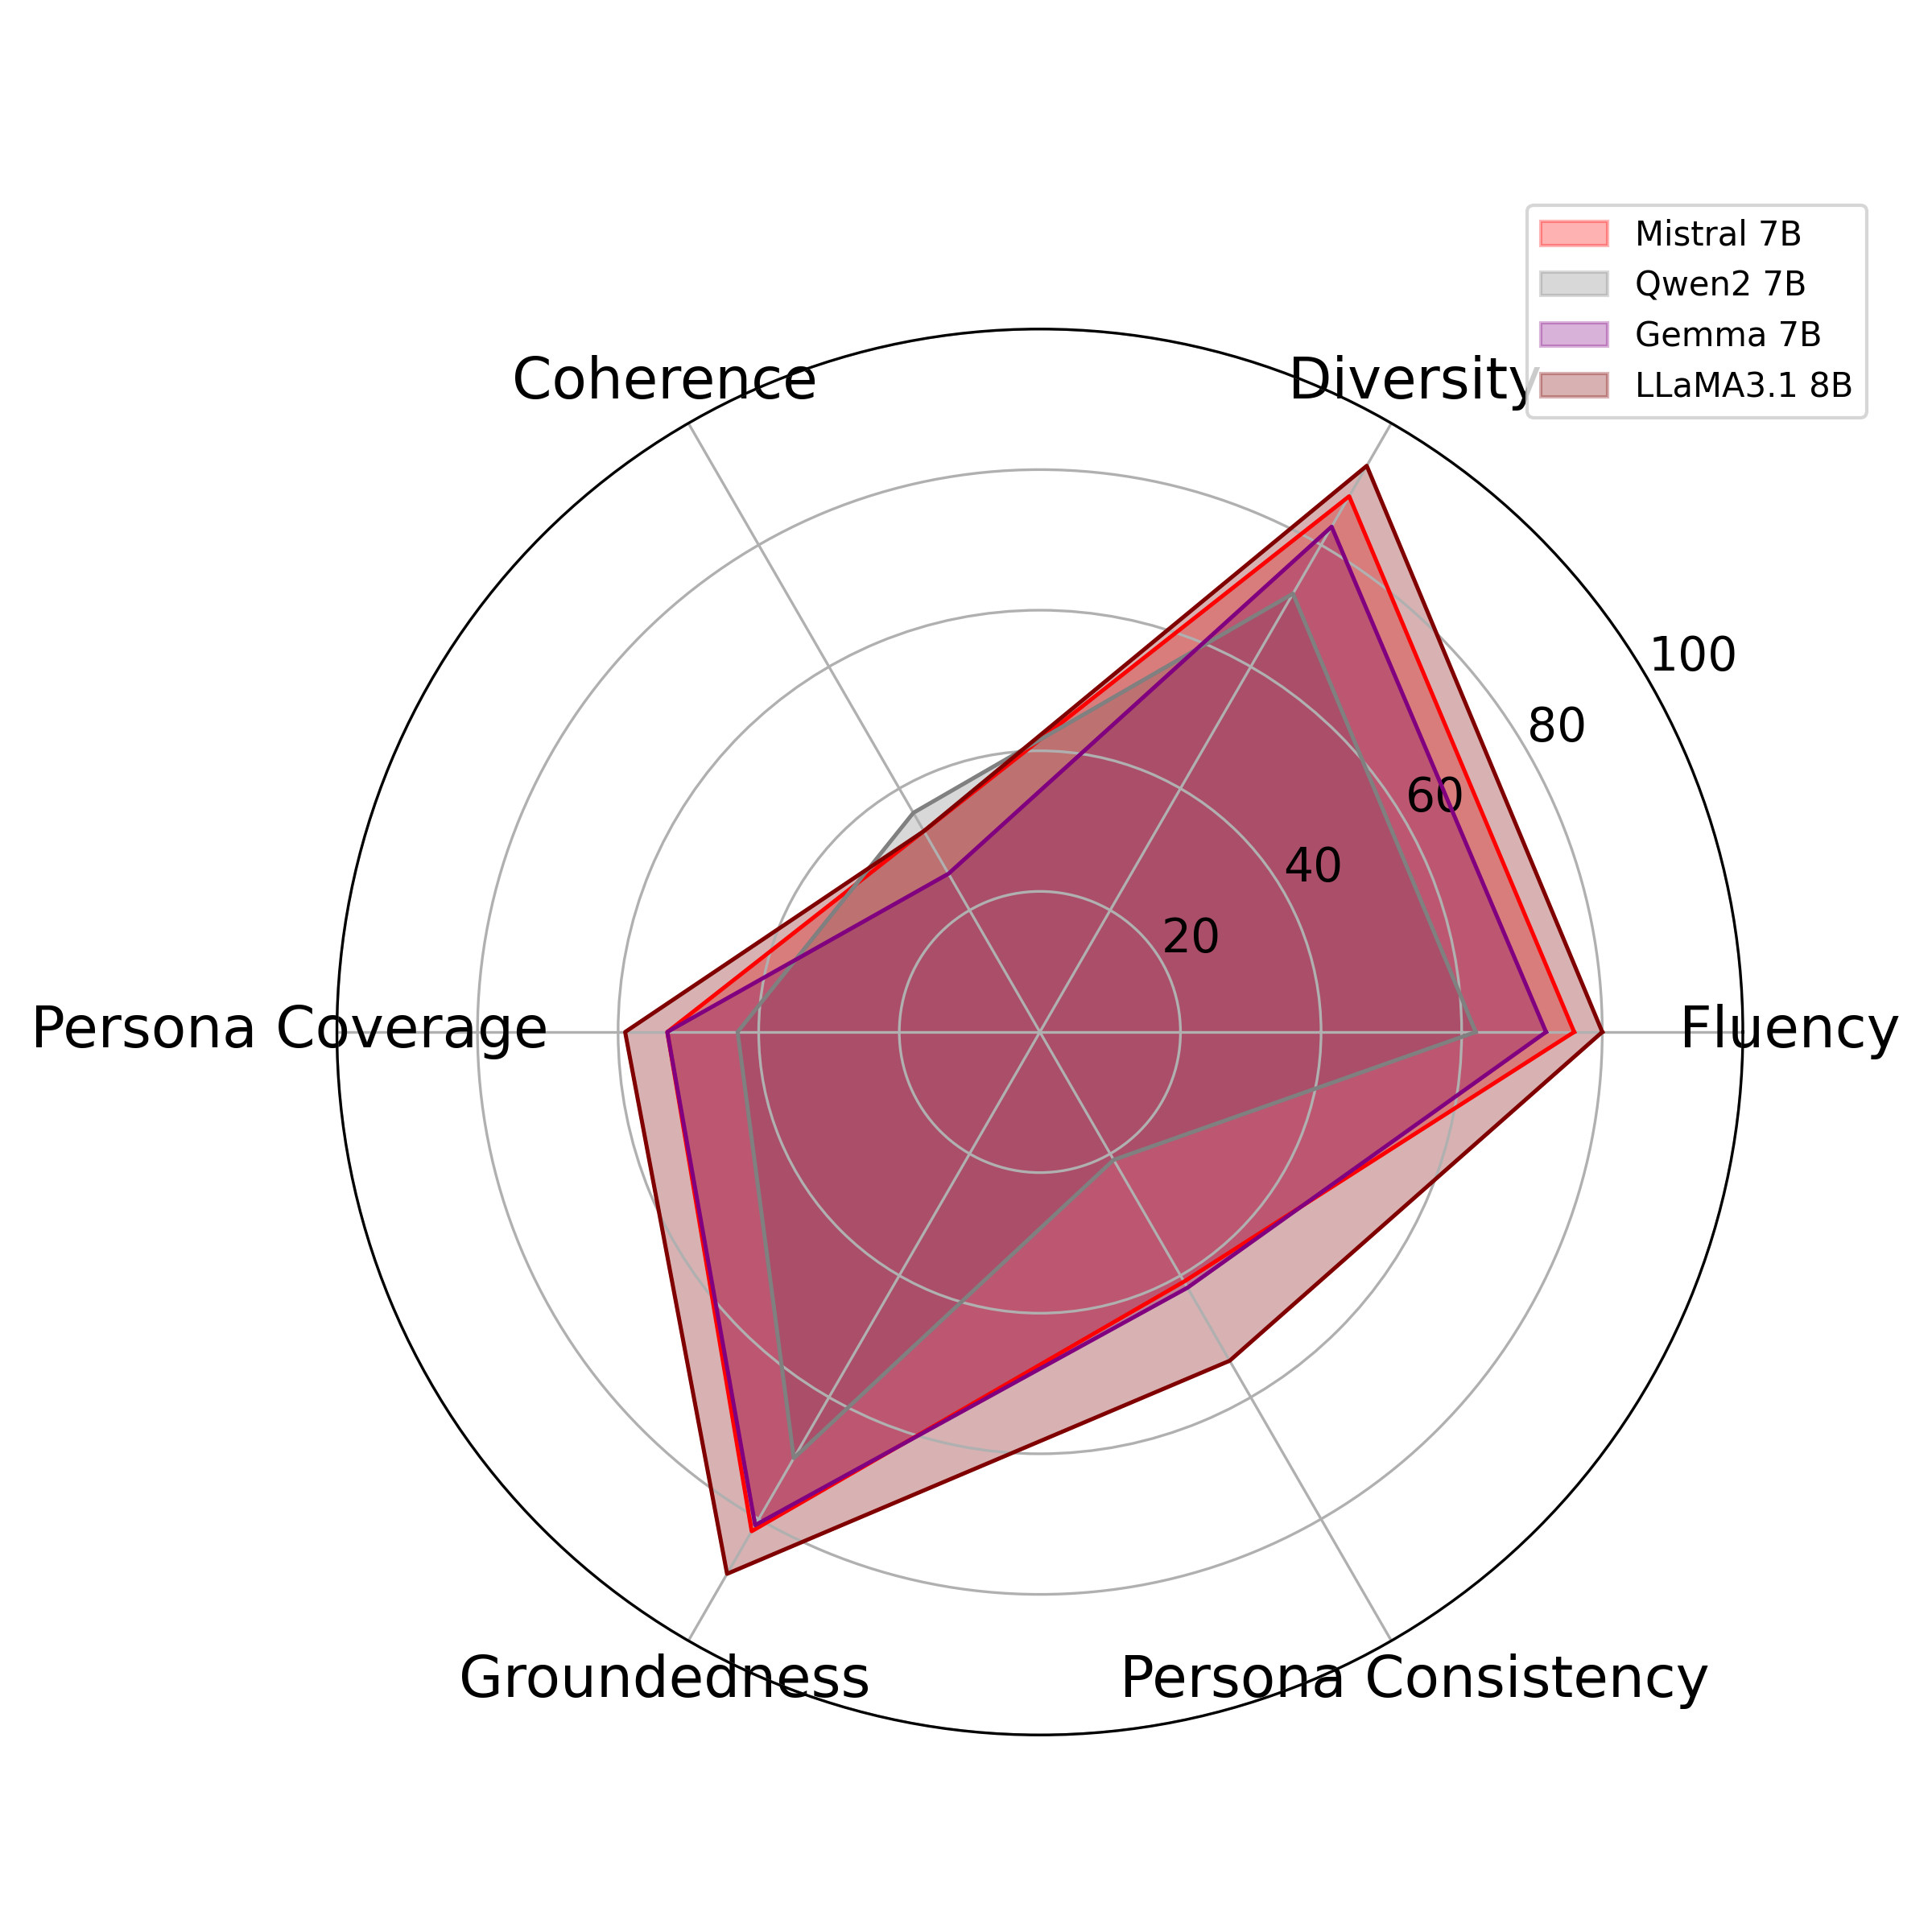 Mistral 7B
Qwen2 7B
Gemma 7B
LLaMA3.1 8B
Coherence
Diversity
100
80
60
40
20
Persona Coverage
Fluency
Groundedness
Persona Consistency